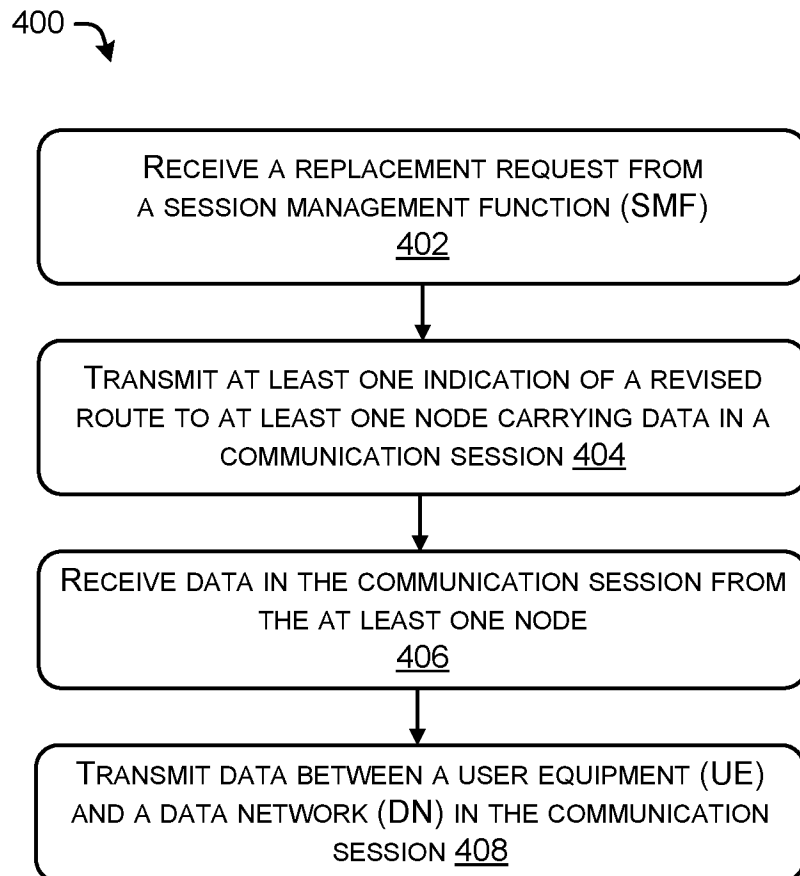 400
RECEIVE A REPLACEMENT REQUEST FROM
A SESSION MANAGEMENT FUNCTION (SMF)
402
TRANSMIT AT LEAST ONE INDICATION OF A REVISED
ROUTE TO AT LEAST ONE NODE CARRYING DATA IN A
COMMUNICATION SESSION 404
RECEIVE DATA IN THE COMMUNICATION SESSION FROM
THE AT LEAST ONE NODE
406
TRANSMIT DATA BETWEEN A USER EQUIPMENT (UE)
AND A DATA NETWORK (DN) IN THE COMMUNICATION
SESSION 408